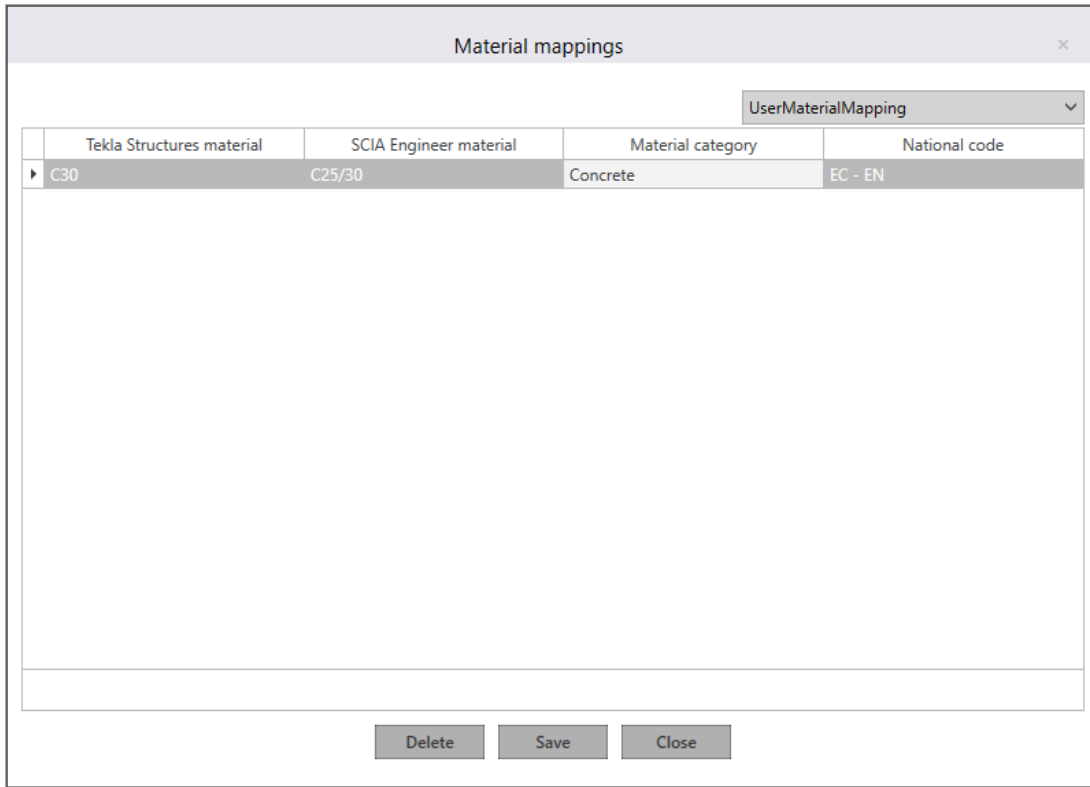 Material mappings
UserMaterialMapping
Tekla Structures material SCIA Engineer material Material category National code
C30 C25/30 Concrete EC - EN
Delete Save Close